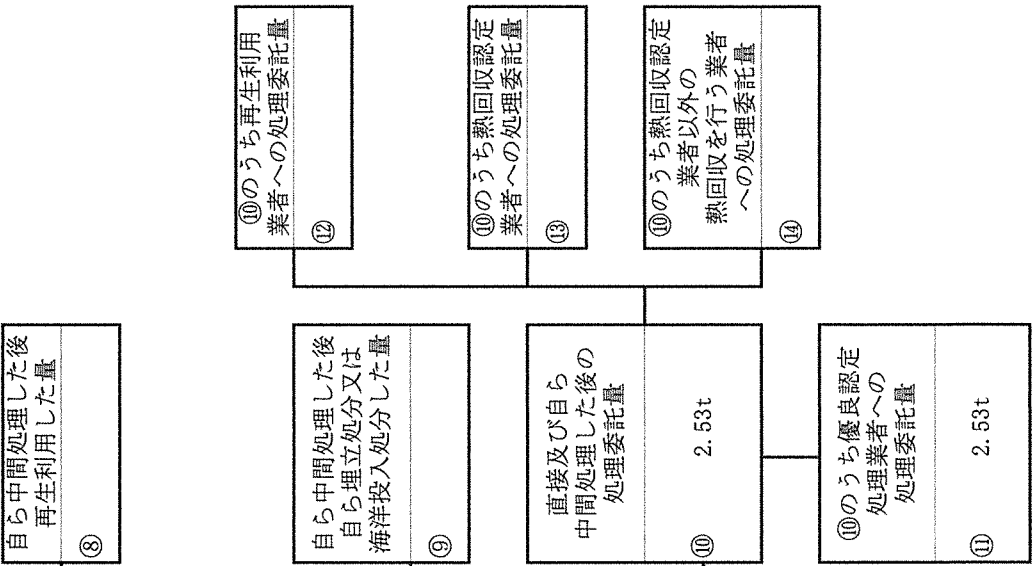 自ら中間処理した後
再生利用した量
⑧
自ら中間処理した後
自ら埋立処分又は
海洋投入処分した量
⑨
直接及び自ら
中間処理した後の
処理委託量
⑩ 2.53t
⑩のうち優良認定
処理業者への
処理委託量
⑪ 2.53t
⑩のうち再生利用
業者への処理委託量
⑫
⑩のうち熱回収認定
業者への処理委託量
⑬
⑩のうち熱回収認定
業者以外の
熱回収を行う業者
への処理委託量
⑭